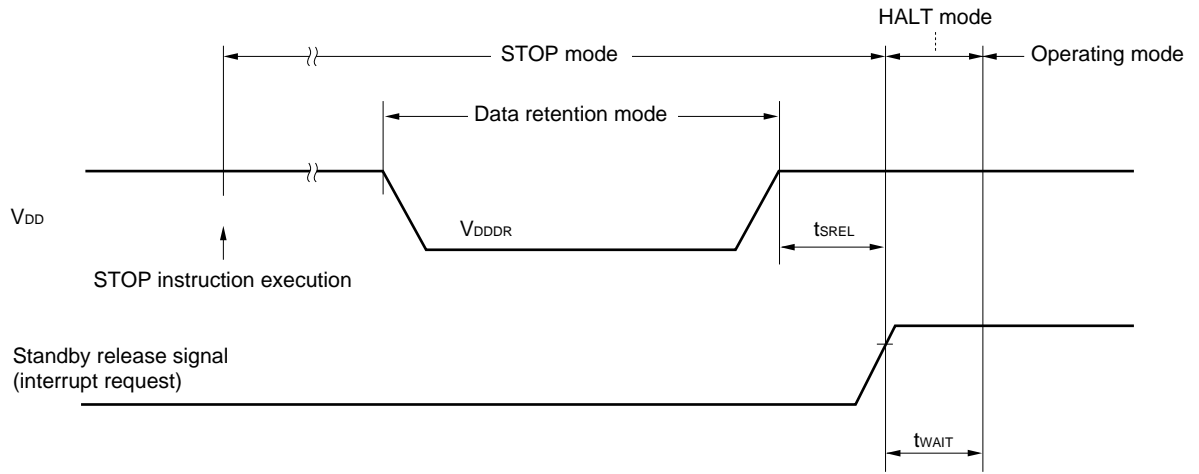 HALT mode
STOP mode
Operating mode
Data retention mode
VDD
VDDDR
tSREL
STOP instruction execution
Standby release signal
(interrupt request)
tWAIT